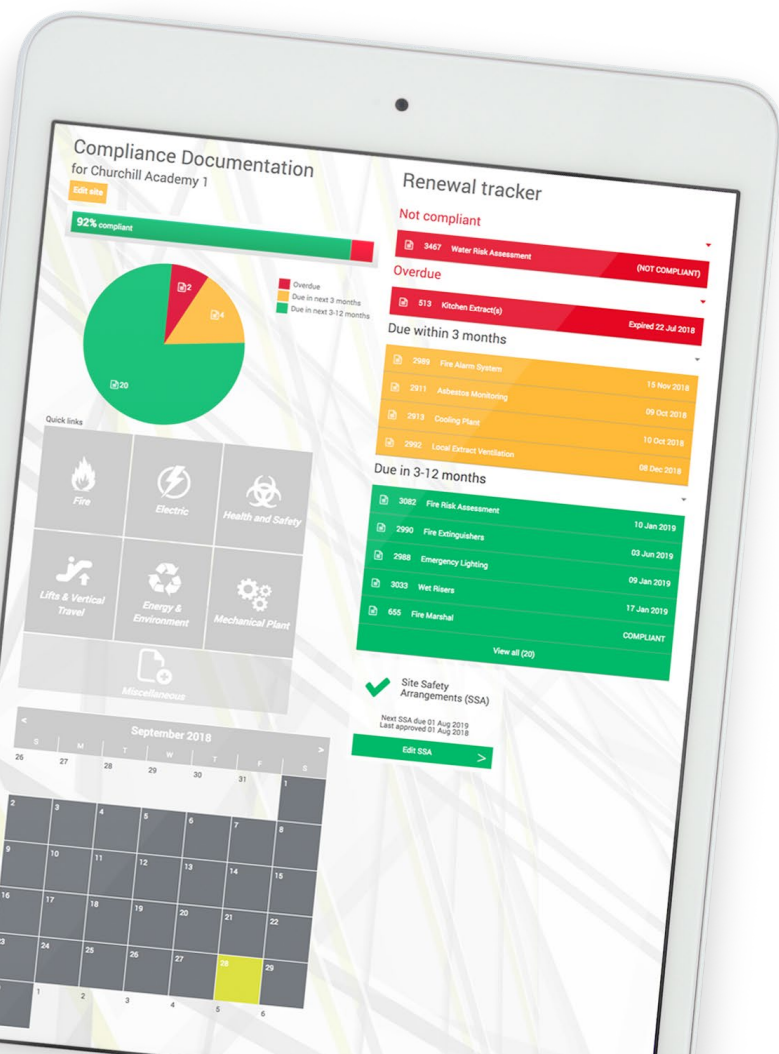 Compliance Documentation
for Churchill Academy 1
Edit site
92% compliant
2
4
20
Overdue
Due in next 3 months
Due in next 3-12 months
Quick links
Fire
Electric
Health and Safety
Lifts & Vertical
Travel
Energy &
Environment
Mechanical Plant
Miscellaneous
< September 2018 >
S M T W T F S
26 27 28 29 30 31 1
2 3 4 5 6 7 8
9 10 11 12 13 14 15
16 17 18 19 20 21 22
3 24 25 26 27 28 29
1 2 3 4 5 6
Renewal tracker
Not compliant
3467 Water Risk Assessment (NOT COMPLIANT)
Overdue
513 Kitchen Extract(s) Expired 22 Jul 2018
Due within 3 months
2989 Fire Alarm System 15 Nov 2018
2911 Asbestos Monitoring 09 Oct 2018
2913 Cooling Plant 10 Oct 2018
2992 Local Extract Ventilation 08 Dec 2018
Due in 3-12 months
3082 Fire Risk Assessment 10 Jan 2019
2990 Fire Extinguishers 03 Jun 2019
2988 Emergency Lighting 09 Jan 2019
3033 Wet Risers 17 Jan 2019
655 Fire Marshal COMPLIANT
View all (20)
Site Safety
Arrangements (SSA)
Next SSA due 01 Aug 2019
Last approved 01 Aug 2018
Edit SSA >